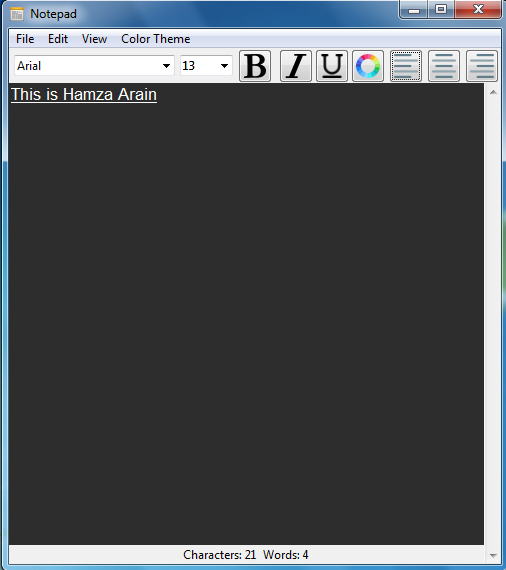 Notepad
File Edit View Color Theme
Arial 13 B I U
This is Hamza Arain
Characters: 21 Words: 4